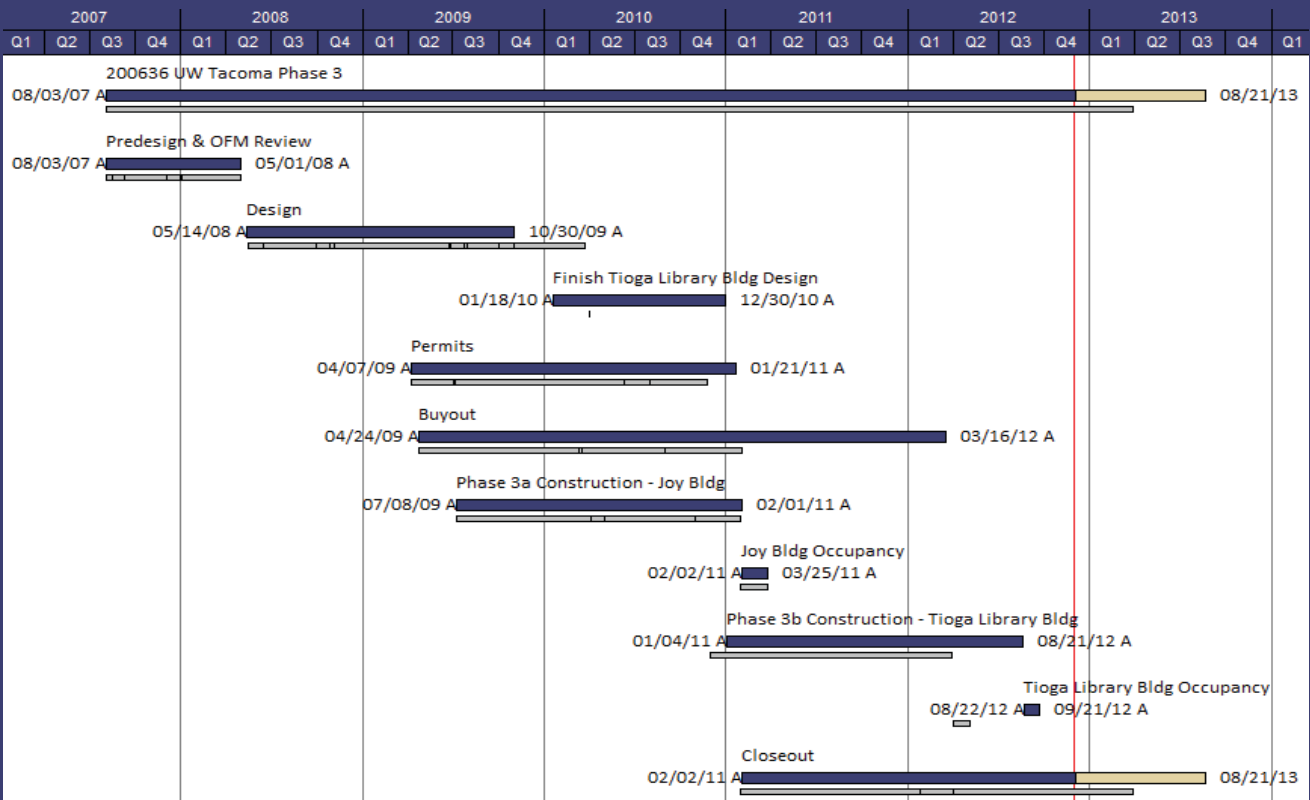 2007 2008 2009 2010 2011 2012 2013
Q1 Q2 Q3 Q4 Q1 Q2 Q3 Q4 Q1 Q2 Q3 Q4 Q1 Q2 Q3 Q4 Q1 Q2 Q3 Q4 Q1 Q2 Q3 Q4 Q1 Q2 Q3 Q4 Q1
200636 UW Tacoma Phase 3
08/03/07 A 08/21/13
Predesign & OFM Review
08/03/07 A 05/01/08 A
Design
05/14/08 A 10/30/09 A
Finish Tioga Library Bldg Design
01/18/10 A 12/30/10 A
Permits
04/07/09 A 01/21/11 A
Buyout
04/24/09 A 03/16/12 A
Phase 3a Construction - Joy Bldg
07/08/09 A 02/01/11 A
Joy Bldg Occupancy
02/02/11 A 03/25/11 A
Phase 3b Construction - Tioga Library Bldg
01/04/11 A 08/21/12 A
Tioga Library Bldg Occupancy
08/22/12 A 09/21/12 A
Closeout
02/02/11 A 08/21/13